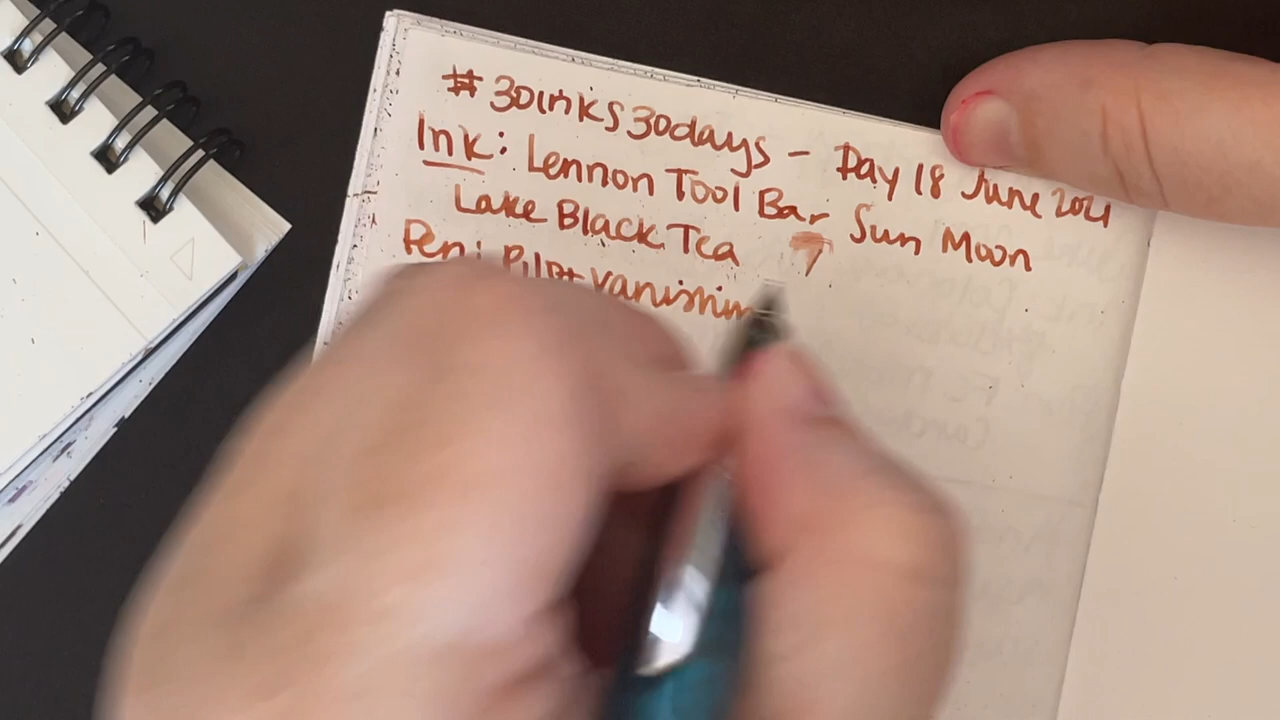 #30inks30days - Day 18 June 2021
Ink: Lennon Tool Bar Sun Moon
Lake Black Tea
Pen: Pilot Vanishin